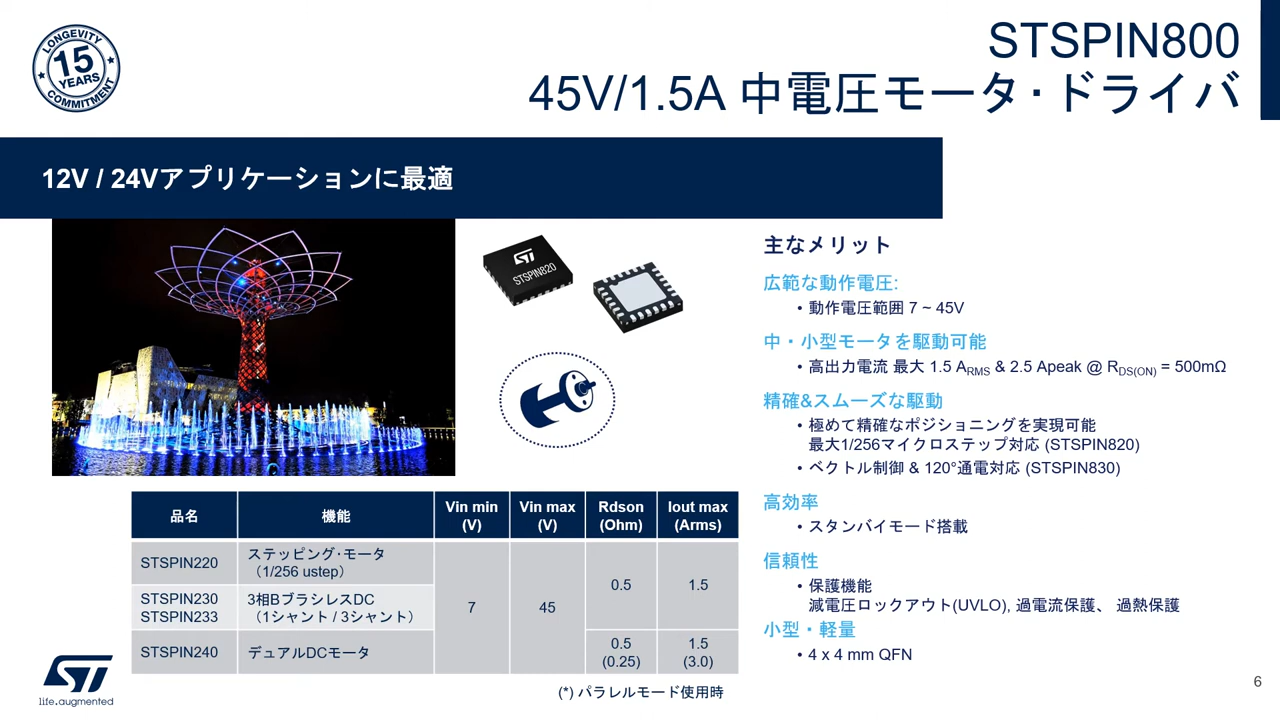 LONGEVITY
15
YEARS
COMMITMENT
STSPIN800
45V/1.5A 中電圧モータ･ドライバ
12V / 24Vアプリケーションに最適
ST
STSPIN820
主なメリット
広範な動作電圧:
• 動作電圧範囲 7 ~ 45V
中・小型モータを駆動可能
• 高出力電流 最大 1.5 ARMS & 2.5 Apeak @ RDS(ON) = 500mΩ
精確&スムーズな駆動
• 極めて精確なポジショニングを実現可能
最大1/256マイクロステップ対応 (STSPIN820)
• ベクトル制御 & 120°通電対応 (STSPIN830)
高効率
• スタンバイモード搭載
信頼性
• 保護機能
減電圧ロックアウト(UVLO), 過電流保護、 過熱保護
小型・軽量
• 4 x 4 mm QFN
品名 機能 Vin min (V) Vin max (V) Rdson (Ohm) Iout max (Arms)
STSPIN220 ステッピング･モータ
（1/256 ustep）
STSPIN230 3相BブラシレスDC
STSPIN233 （1シャント / 3シャント）
7 45 0.5 1.5
STSPIN240 デュアルDCモータ 0.5 1.5
(0.25) (3.0)
(*) パラレルモード使用時
ST
life.augmented
6